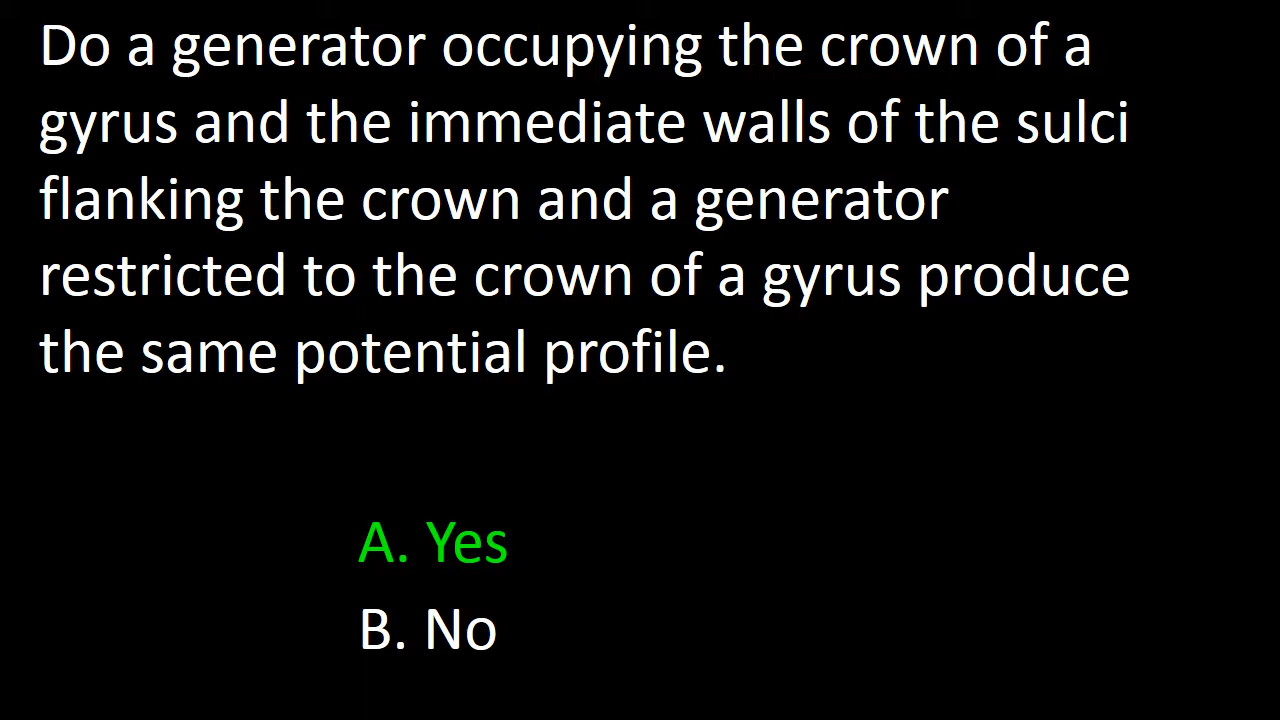 Do a generator occupying the crown of a
gyrus and the immediate walls of the sulci
flanking the crown and a generator
restricted to the crown of a gyrus produce
the same potential profile.
A. Yes
B. No